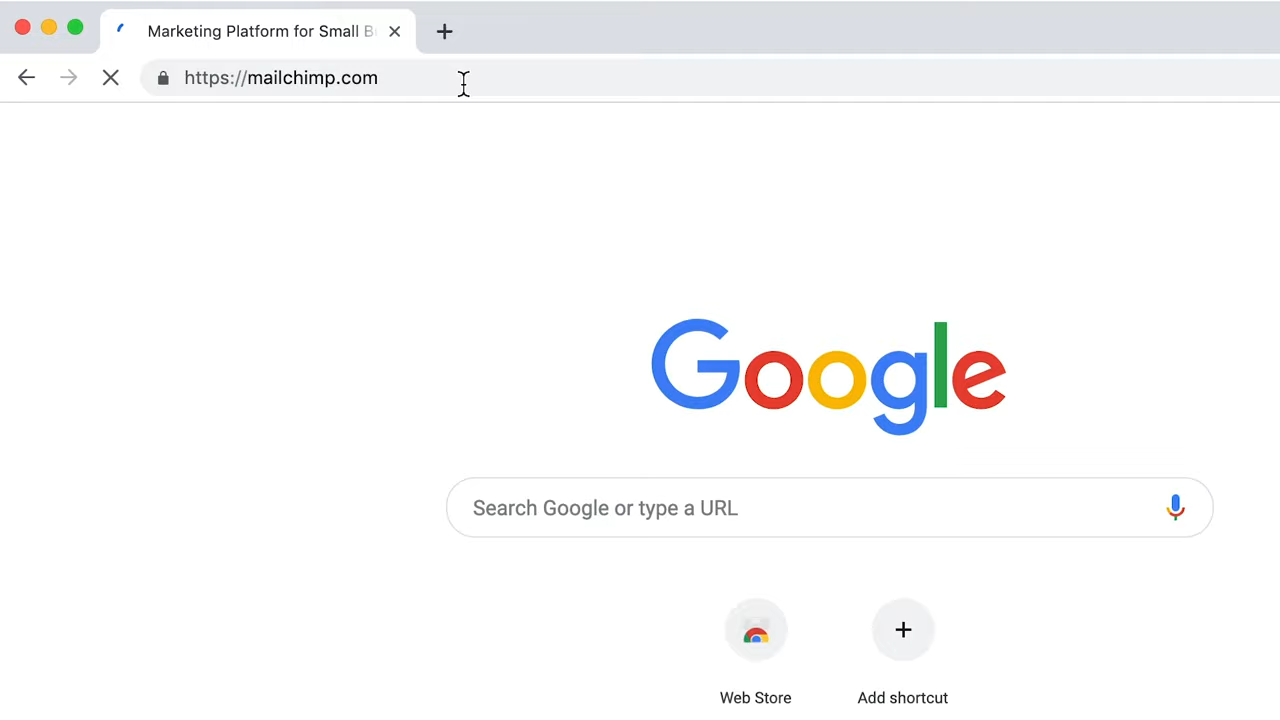 Marketing Platform for Small B
https://mailchimp.com
Google
Search Google or type a URL
Web Store
Add shortcut